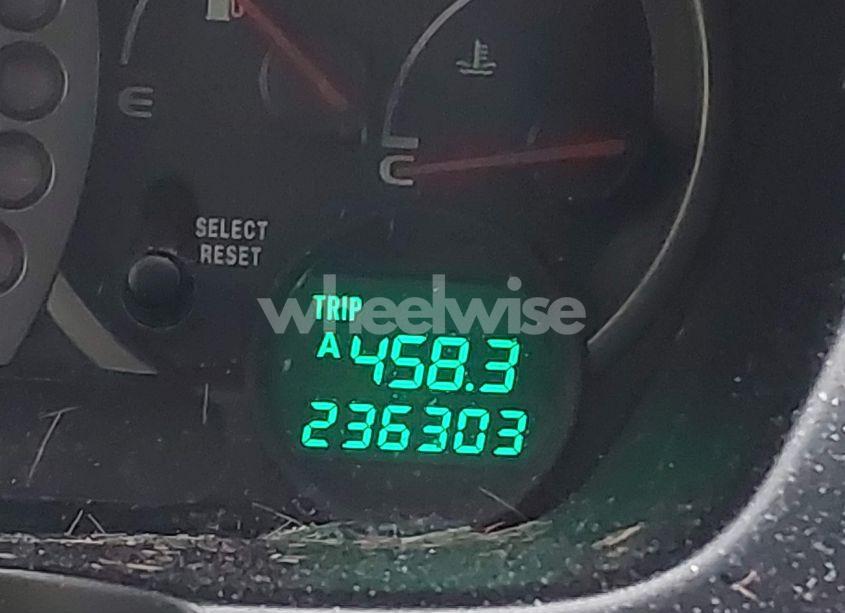 E
C
SELECT
RESET
wheelwise
TRIP
A 458.3
236303